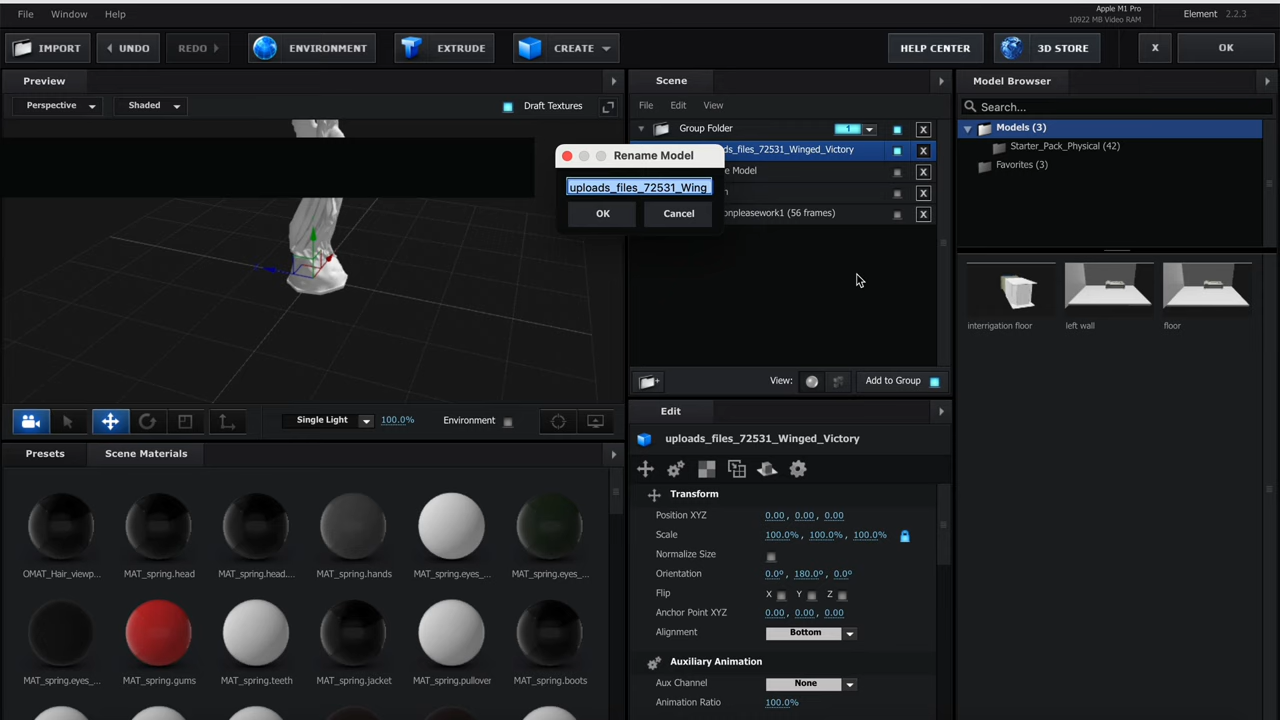 File Window Help
Apple M1 Pro
10922 MB Video RAM
Element 2.2.3
IMPORT UNDO REDO ENVIRONMENT EXTRUDE CREATE HELP CENTER 3D STORE X OK
Preview
Perspective Shaded Draft Textures
Scene
File Edit View
Group Folder 1 X
ds_files_72531_Winged_Victory X
e Model X
n X
onpleasework1 (56 frames) X
Rename Model
uploads_files_72531_Wing
OK Cancel
View: Add to Group
Model Browser
Search...
Models (3)
Starter_Pack_Physical (42)
Favorites (3)
interrigation floor left wall floor
Single Light 100.0% Environment
Presets Scene Materials
OMAT_Hair_viewp... MAT_spring.head MAT_spring.head.... MAT_spring.hands MAT_spring.eyes_... MAT_spring.eyes_...
MAT_spring.eyes_... MAT_spring.gums MAT_spring.teeth MAT_spring.jacket MAT_spring.pullover MAT_spring.boots
Edit
uploads_files_72531_Winged_Victory
Transform
Position XYZ 0.00, 0.00, 0.00
Scale 100.0%, 100.0%, 100.0%
Normalize Size
Orientation 0.0°, 180.0°, 0.0°
Flip X Y Z
Anchor Point XYZ 0.00, 0.00, 0.00
Alignment Bottom
Auxiliary Animation
Aux Channel None
Animation Ratio 100.0%